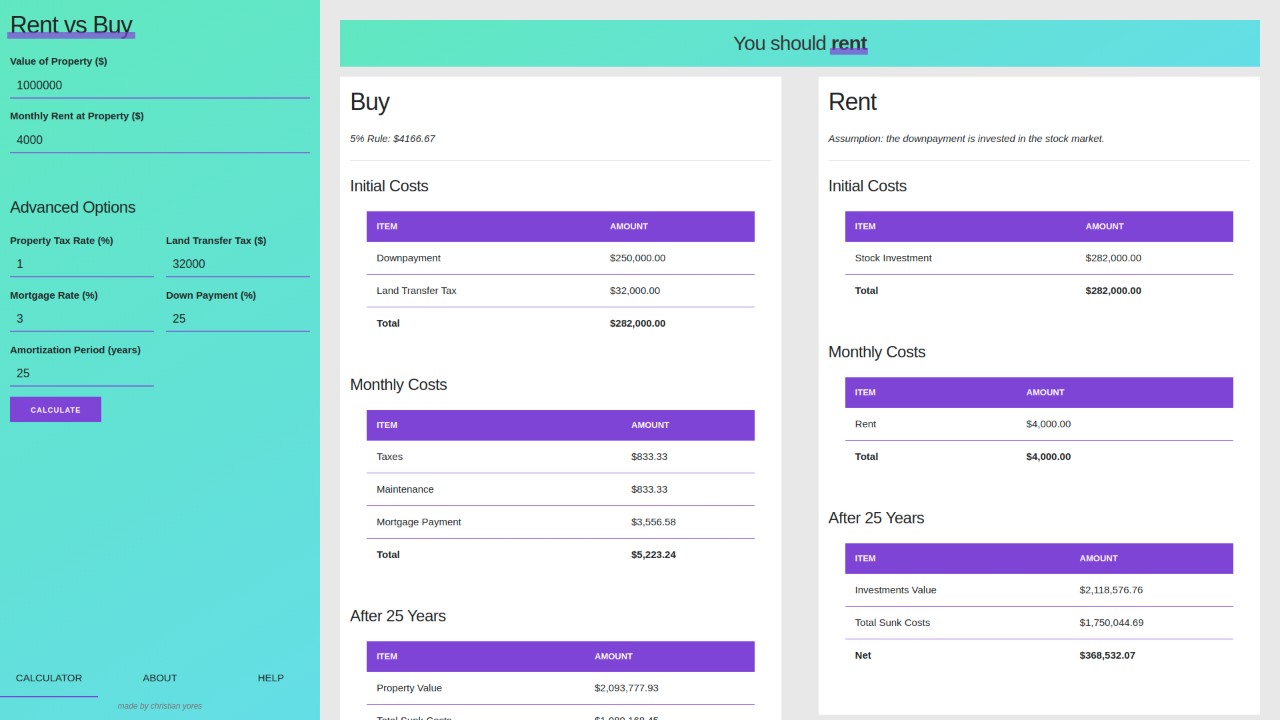 Rent vs Buy
Value of Property ($)
1000000
Monthly Rent at Property ($)
4000
Advanced Options
Property Tax Rate (%) Land Transfer Tax ($)
1 32000
Mortgage Rate (%) Down Payment (%)
3 25
Amortization Period (years)
25
CALCULATE
CALCULATOR ABOUT HELP
made by christian yores
You should rent
Buy
5% Rule: $4166.67
Initial Costs
ITEM AMOUNT
Downpayment $250,000.00
Land Transfer Tax $32,000.00
Total $282,000.00
Monthly Costs
ITEM AMOUNT
Taxes $833.33
Maintenance $833.33
Mortgage Payment $3,556.58
Total $5,223.24
After 25 Years
ITEM AMOUNT
Property Value $2,093,777.93
Total Sunk Costs $1,089,168.45
Rent
Assumption: the downpayment is invested in the stock market.
Initial Costs
ITEM AMOUNT
Stock Investment $282,000.00
Total $282,000.00
Monthly Costs
ITEM AMOUNT
Rent $4,000.00
Total $4,000.00
After 25 Years
ITEM AMOUNT
Investments Value $2,118,576.76
Total Sunk Costs $1,750,044.69
Net $368,532.07